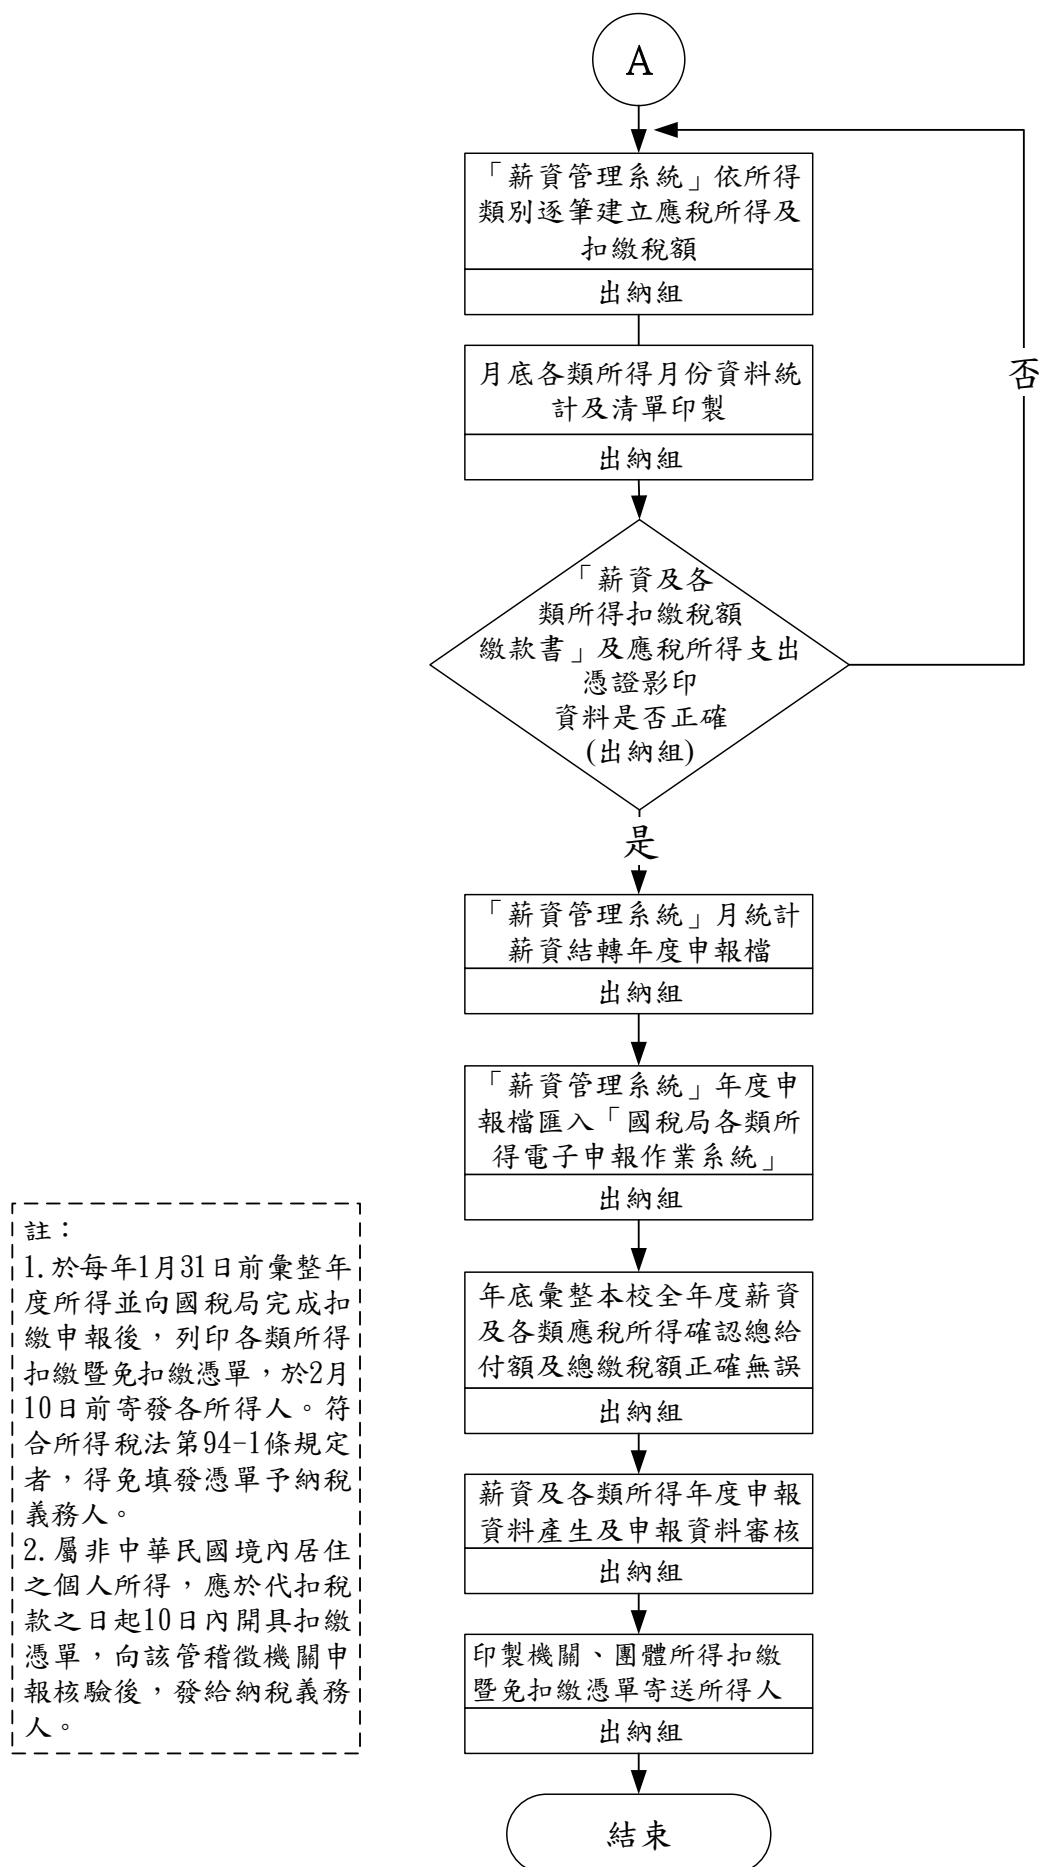 A
「薪資管理系統」依所得
類別逐筆建立應稅所得及
扣繳稅額
出納組
月底各類所得月份資料統
計及清單印製
出納組
否
「薪資及各
類所得扣繳稅額
繳款書」及應稅所得支出
憑證影印
資料是否正確
(出納組)
是
「薪資管理系統」月統計
薪資結轉年度申報檔
出納組
「薪資管理系統」年度申
報檔匯入「國稅局各類所
得電子申報作業系統」
出納組
年底彙整本校全年度薪資
及各類應稅所得確認總給
付額及總繳稅額正確無誤
出納組
薪資及各類所得年度申報
資料產生及申報資料審核
出納組
印製機關、團體所得扣繳
暨免扣繳憑單寄送所得人
出納組
結束
註：
1.於每年1月31日前彙整年
度所得並向國稅局完成扣
繳申報後，列印各類所得
扣繳暨免扣繳憑單，於2月
10日前寄發各所得人。符
合所得稅法第94-1條規定
者，得免填發憑單予納稅
義務人。
2.屬非中華民國境內居住
之個人所得，應於代扣稅
款之日起10日內開具扣繳
憑單，向該管稽徵機關申
報核驗後，發給納稅義務
人。